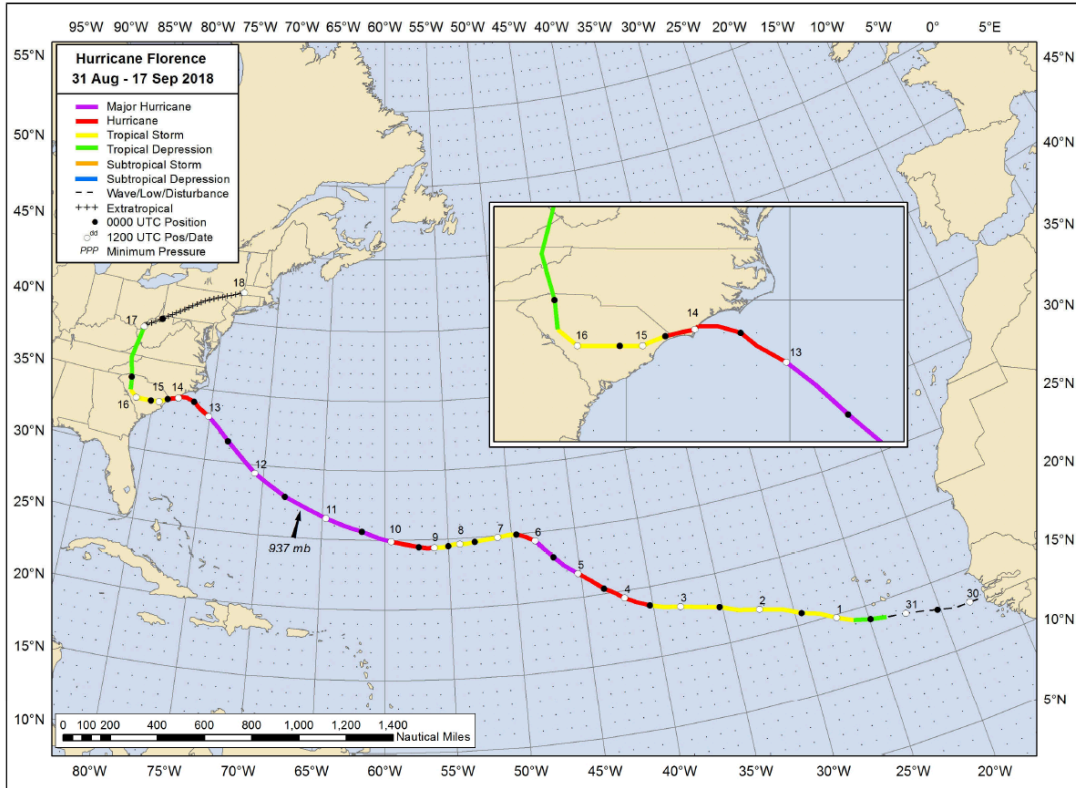 95°W 90°W 85°W 80°W 75°W 70°W 65°W 60°W 55°W 50°W 45°W 40°W 35°W 30°W 25°W 20°W 15°W 10°W 5°W 0° 5°E
55°N
50°N
45°N
40°N
35°N
30°N
25°N
20°N
15°N
10°N
Hurricane Florence
31 Aug - 17 Sep 2018
Major Hurricane
Hurricane
Tropical Storm
Tropical Depression
Subtropical Storm
Subtropical Depression
Wave/Low/Disturbance
Extratropical
0000 UTC Position
dd 1200 UTC Pos/Date
PPP Minimum Pressure
45°N
40°N
35°N
30°N
25°N
20°N
15°N
10°N
5°N
14
13
15
16
18
17
16
15
14
13
12
11
10
9
8
7
6
5
4
3
2
1
31
30
937 mb
0 100 200 400 600 800 1,000 1,200 1,400
Nautical Miles
80°W 75°W 70°W 65°W 60°W 55°W 50°W 45°W 40°W 35°W 30°W 25°W 20°W